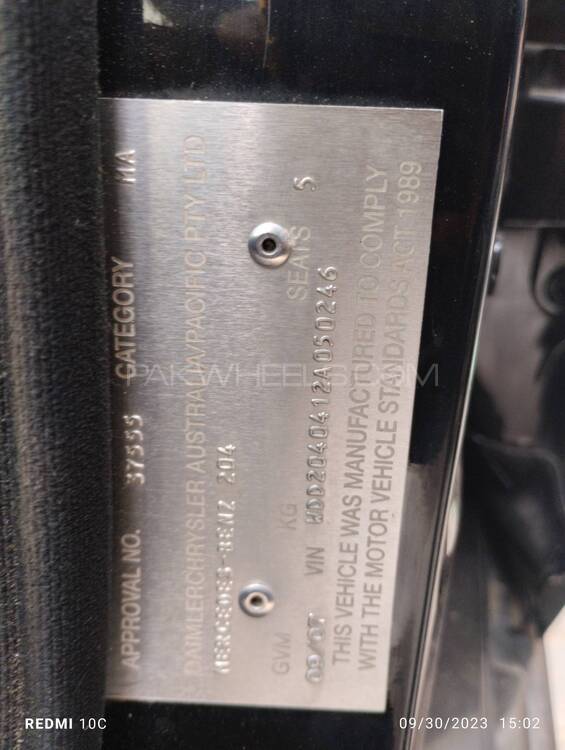 APPROVAL NO. 37555 CATEGORY MA
DAIMLERCHRYSLER AUSTRALIA/PACIFIC PTY. LTD
MERCEDES-BENZ 204
GVM KG SEATS 5
09/07 VIN WDD2040412A050246
THIS VEHICLE WAS MANUFACTURED TO COMPLY
WITH THE MOTOR VEHICLE STANDARDS ACT 1989
PAKWHEELS.COM
REDMI 10C
09/30/2023 15:02